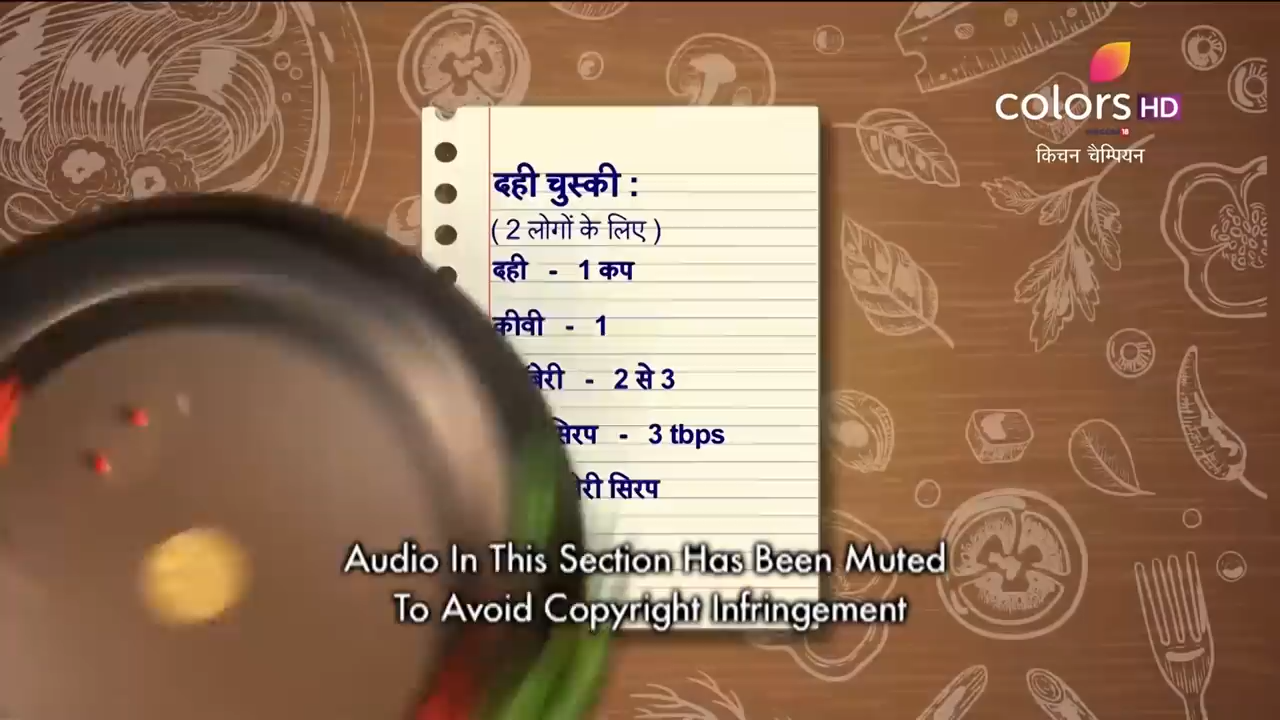 colors HD
किचन चैम्पियन
दही चुस्की :
( 2 लोगों के लिए )
दही - 1 कप
कीवी - 1
बेरी - 2 से 3
सिरप - 3 tbps
री सिरप
Audio In This Section Has Been Muted
To Avoid Copyright Infringement